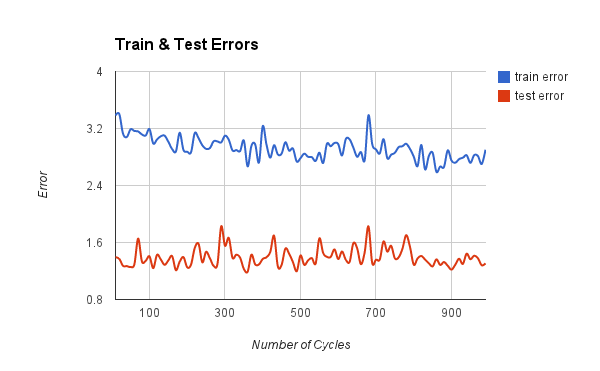 Train & Test Errors
4
3.2
2.4
1.6
0.8
Error
100
300
500
700
900
Number of Cycles
train error
test error